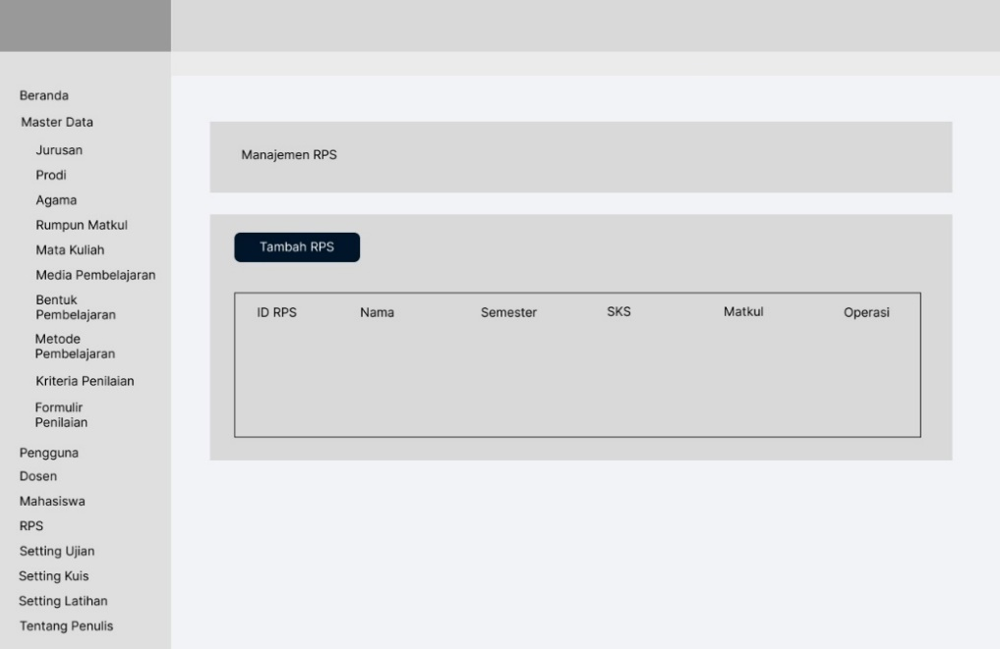 Beranda
Master Data
Jurusan
Prodi
Agama
Rumpun Matkul
Mata Kuliah
Media Pembelajaran
Bentuk
Pembelajaran
Metode
Pembelajaran
Kriteria Penilaian
Formulir
Penilaian
Pengguna
Dosen
Mahasiswa
RPS
Setting Ujian
Setting Kuis
Setting Latihan
Tentang Penulis
Manajemen RPS
Tambah RPS
ID RPS Nama Semester SKS Matkul Operasi